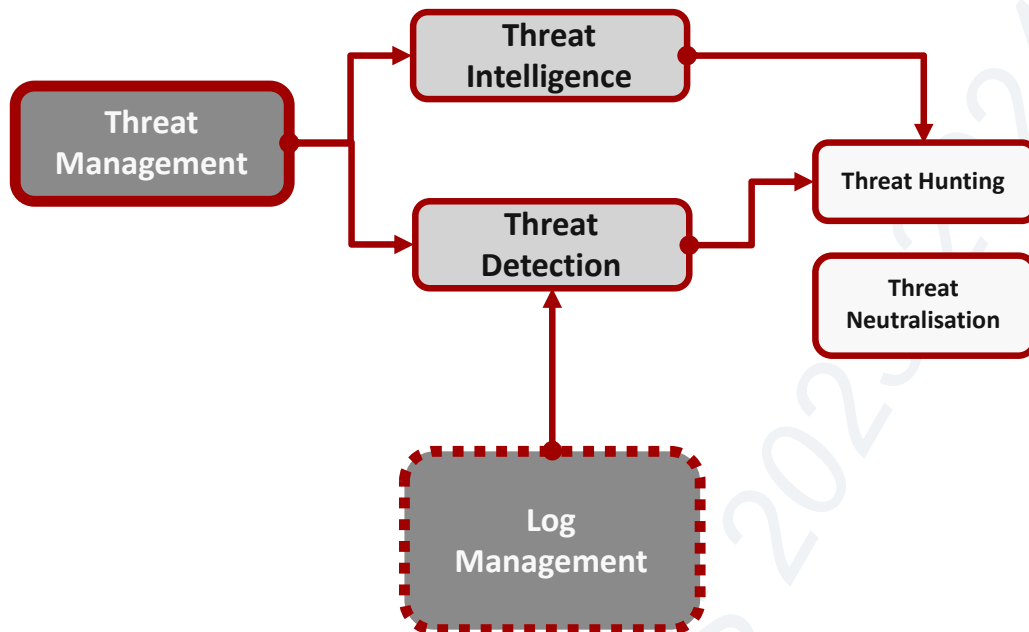 Threat
Intelligence
Threat
Management
Threat Hunting
Threat
Detection
Threat
Neutralisation
Log
Management